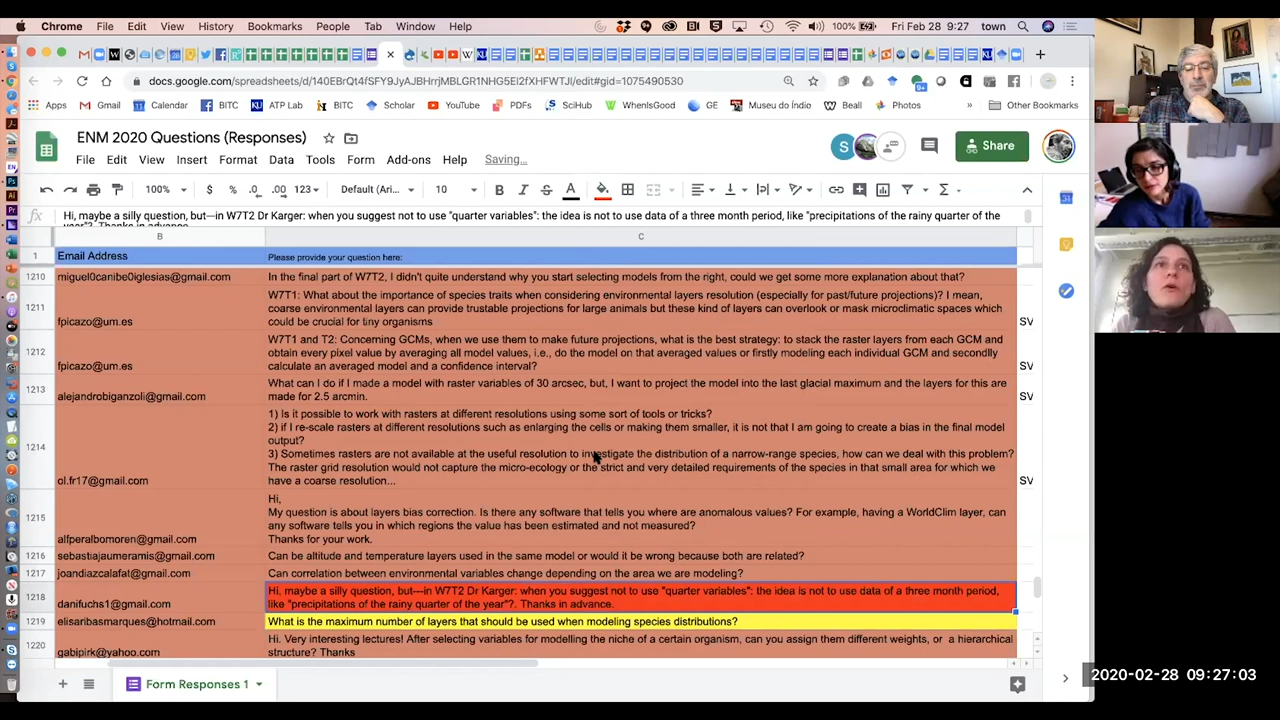 Chrome File Edit View History Bookmarks People Tab Window Help 100% Fri Feb 28 9:27 town
docs.google.com/spreadsheets/d/140EBrQt4fSFY9JyAJBHrrjMBLGR1NHG5EI2fXHFWTJI/edit#gid=1075490530
Apps Gmail Calendar BITC ATP Lab BITC Scholar YouTube PDFs SciHub WhenIsGood GE Museu do Índio Beall Photos » Other Bookmarks
ENM 2020 Questions (Responses)
File Edit View Insert Format Data Tools Form Add-ons Help Saving...
Share
100% $ % .0 .00 123 Default (Ari... 10
fx Hi, maybe a silly question, but---in W7T2 Dr Karger: when you suggest not to use "quarter variables": the idea is not to use data of a three month period, like "precipitations of the rainy quarter of the
year"?. Thanks in advance.
B C
1 Email Address Please provide your question here:
1210 miguel0canibe0iglesias@gmail.com In the final part of W7T2, I didn't quite understand why you start selecting models from the right, could we get some more explanation about that?
W7T1: What about the importance of species traits when considering environmental layers resolution (especially for past/future projections)? I mean,
1211 coarse environmental layers can provide trustable projections for large animals but these kind of layers can overlook or mask microclimatic spaces which
fpicazo@um.es could be crucial for tiny organisms SV
W7T1 and T2: Concerning GCMs, when we use them to make future projections, what is the best strategy: to stack the raster layers from each GCM and
1212 obtain every pixel value by averaging all model values, i.e., do the model on that averaged values or firstly modeling each individual GCM and secondlly
fpicazo@um.es calculate an averaged model and a confidence interval? SV
1213 What can I do if I made a model with raster variables of 30 arcsec, but, I want to project the model into the last glacial maximum and the layers for this are
alejandrobiganzoli@gmail.com made for 2.5 arcmin. SV
1) Is it possible to work with rasters at different resolutions using some sort of tools or tricks?
2) if I re-scale rasters at different resolutions such as enlarging the cells or making them smaller, it is not that I am going to create a bias in the final model
output?
1214 3) Sometimes rasters are not available at the useful resolution to investigate the distribution of a narrow-range species, how can we deal with this problem?
The raster grid resolution would not capture the micro-ecology or the strict and very detailed requirements of the species in that small area for which we
ol.fr17@gmail.com have a coarse resolution... SV
Hi,
1215 My question is about layers bias correction. Is there any software that tells you where are anomalous values? For example, having a WorldClim layer, can
any software tells you in which regions the value has been estimated and not measured?
alfperalbomoren@gmail.com Thanks for your work.
1216 sebastiajaumeramis@gmail.com Can be altitude and temperature layers used in the same model or would it be wrong because both are related?
1217 joandiazcalafat@gmail.com Can correlation between environmental variables change depending on the area we are modeling?
1218 Hi, maybe a silly question, but---in W7T2 Dr Karger: when you suggest not to use "quarter variables": the idea is not to use data of a three month period,
danifuchs1@gmail.com like "precipitations of the rainy quarter of the year"?. Thanks in advance.
1219 elisaribasmarques@hotmail.com What is the maximum number of layers that should be used when modeling species distributions?
1220 Hi. Very interesting lectures! After selecting variables for modelling the niche of a certain organism, can you assign them different weights, or a hierarchical
gabipirk@yahoo.com structure? Thanks
Form Responses 1
2020-02-28 09:27:03